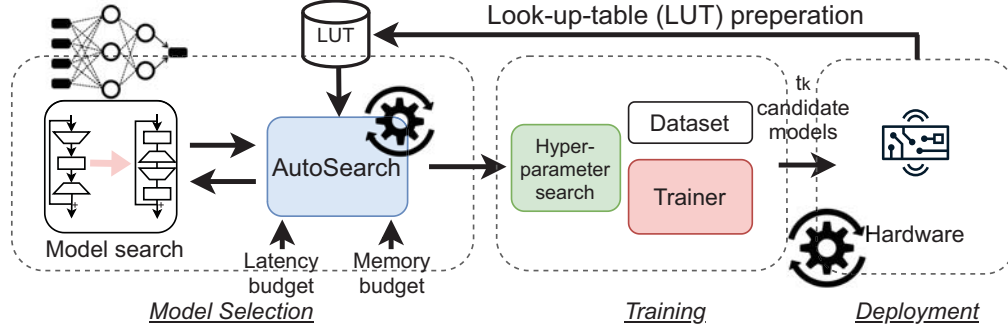 Look-up-table (LUT) preperation
LUT
AutoSearch
Model search
Latency
budget
Memory
budget
Model Selection
Hyper-
parameter
search
Dataset
Trainer
Training
tk
candidate
models
Hardware
Deployment